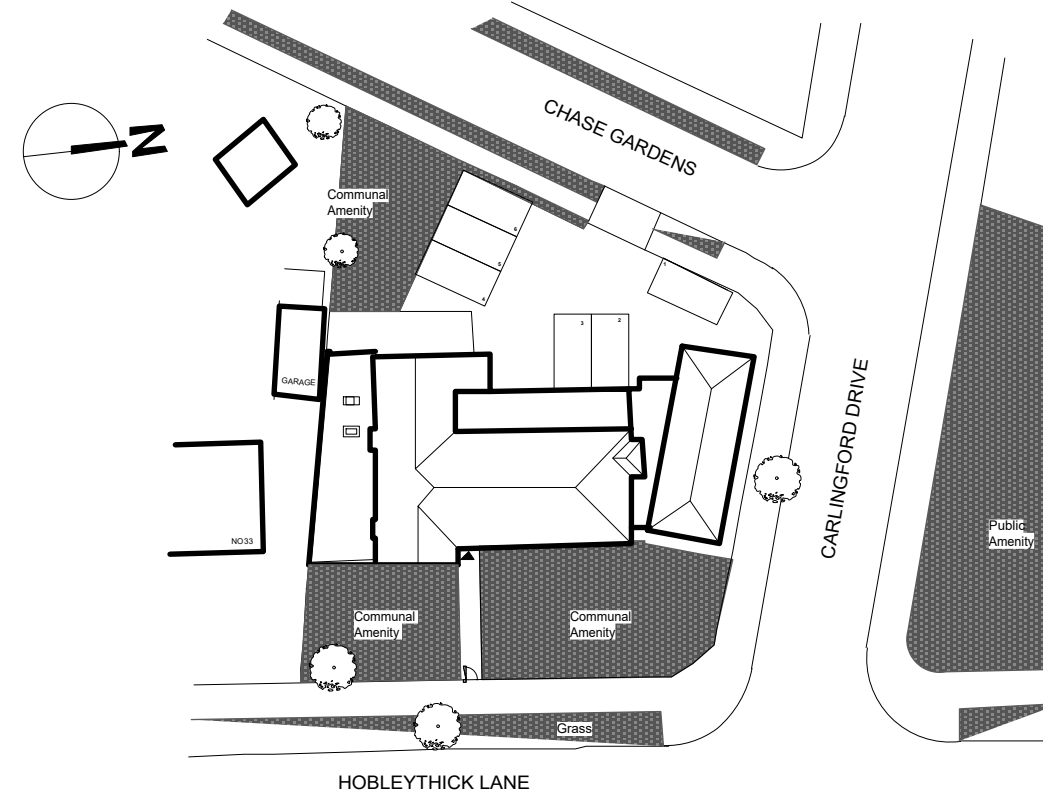 CHASE GARDENS
N
Communal
Amenity
6
5
4
1
3
2
GARAGE
CARLINGFORD DRIVE
NO33
Public
Amenity
Communal
Amenity
Communal
Amenity
Grass
HOBLEYTHICK LANE